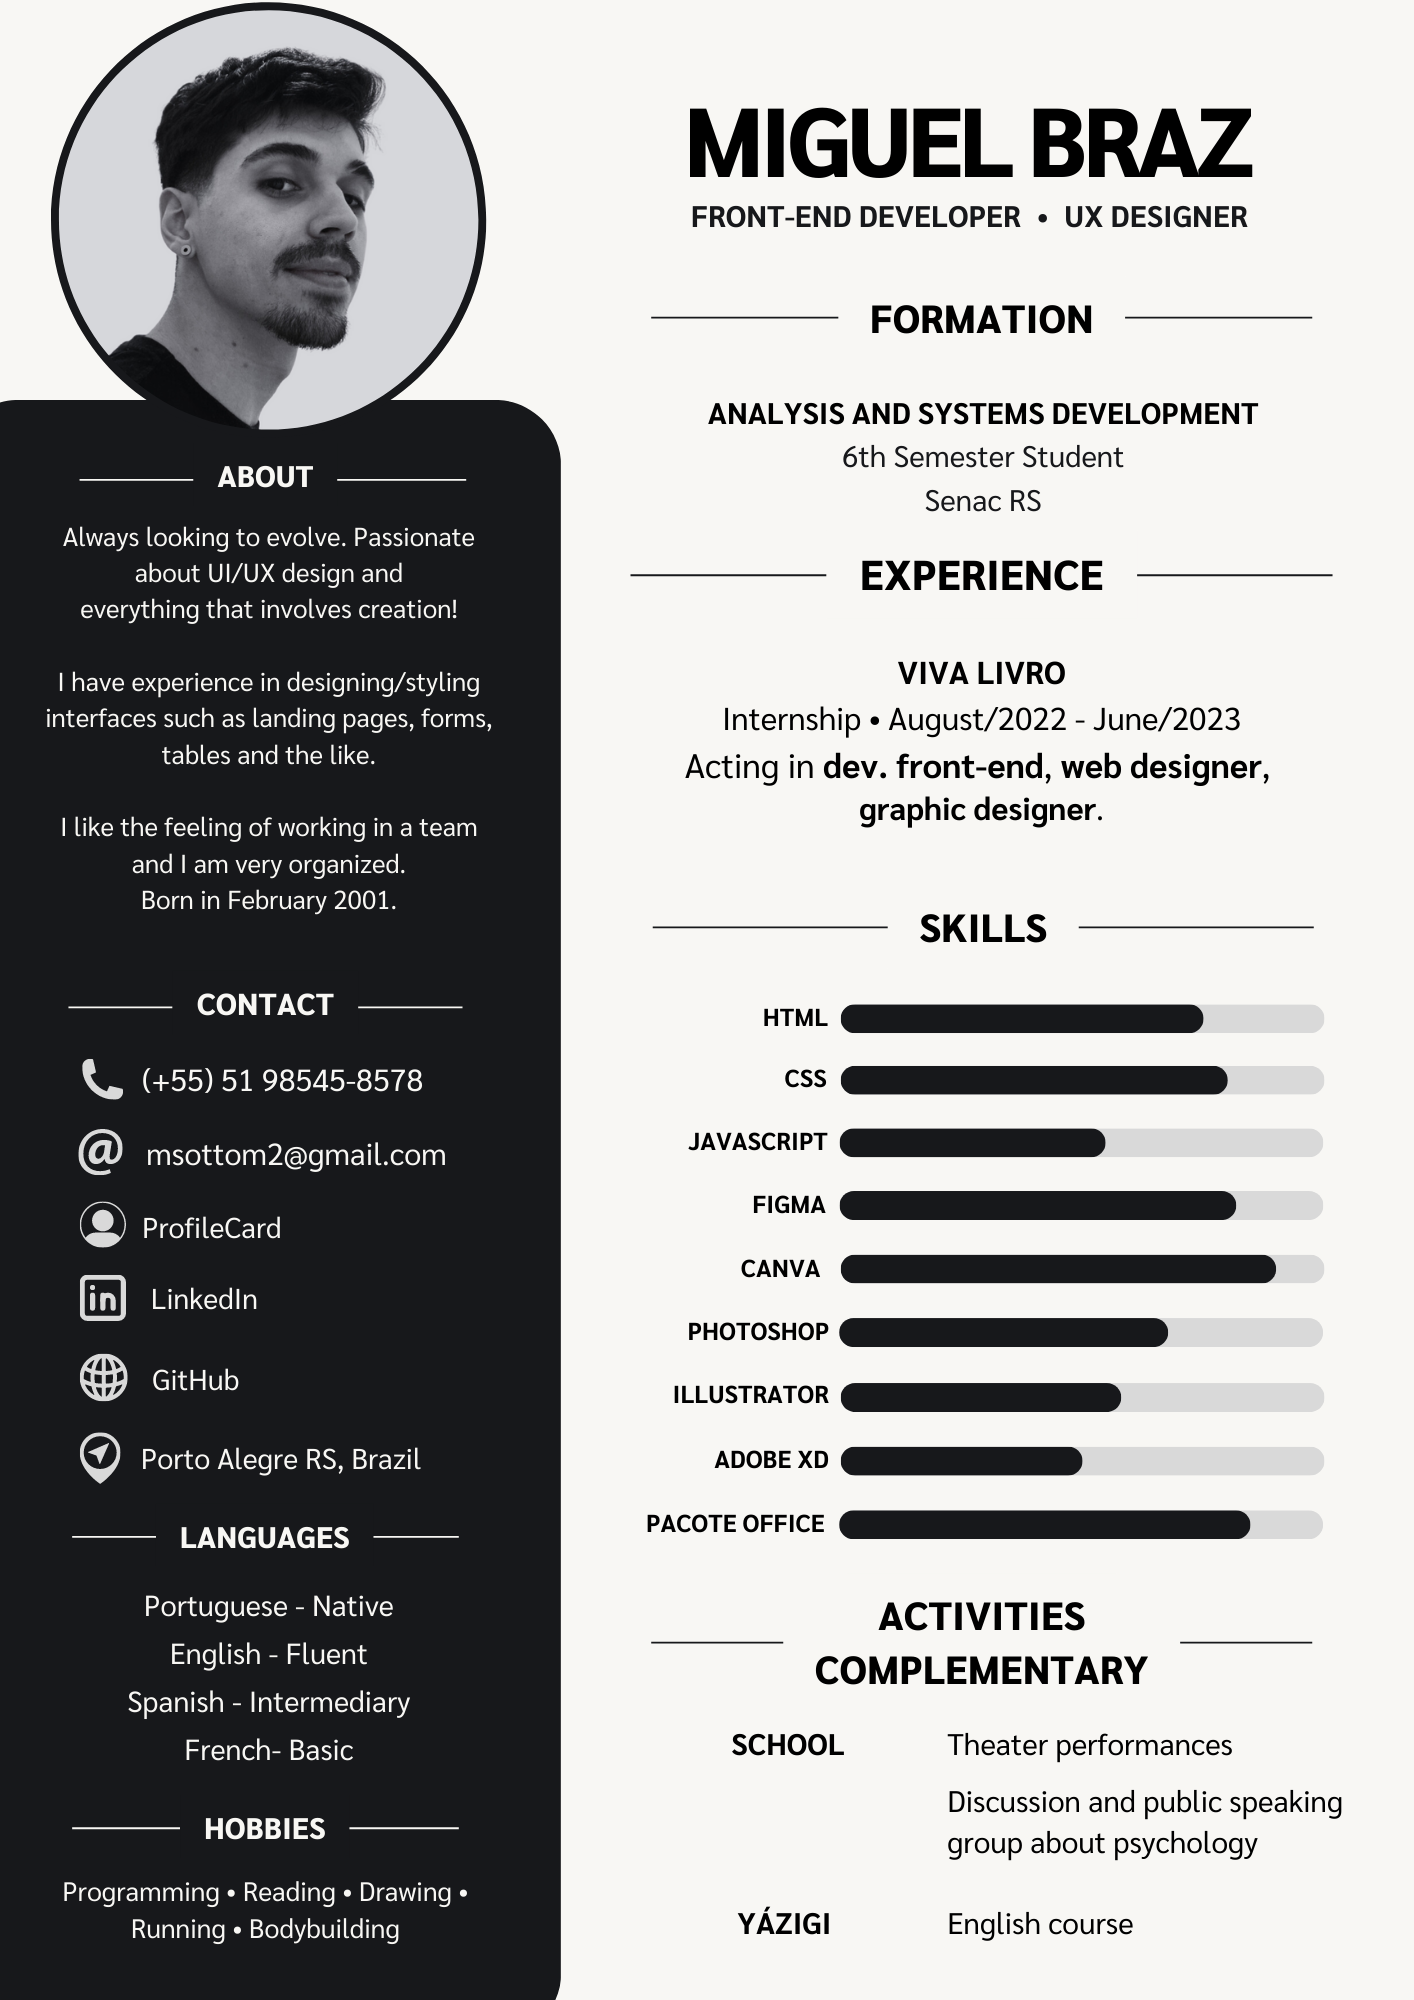 MIGUEL BRAZ
FRONT-END DEVELOPER • UX DESIGNER
ABOUT
Always looking to evolve. Passionate
about UI/UX design and
everything that involves creation!
I have experience in designing/styling
interfaces such as landing pages, forms,
tables and the like.
I like the feeling of working in a team
and I am very organized.
Born in February 2001.
CONTACT
(+55) 51 98545-8578
@ msottom2@gmail.com
ProfileCard
in LinkedIn
GitHub
Porto Alegre RS, Brazil
LANGUAGES
Portuguese - Native
English - Fluent
Spanish - Intermediary
French- Basic
HOBBIES
Programming • Reading • Drawing •
Running • Bodybuilding
FORMATION
ANALYSIS AND SYSTEMS DEVELOPMENT
6th Semester Student
Senac RS
EXPERIENCE
VIVA LIVRO
Internship • August/2022 - June/2023
Acting in dev. front-end, web designer,
graphic designer.
SKILLS
HTML
CSS
JAVASCRIPT
FIGMA
CANVA
PHOTOSHOP
ILLUSTRATOR
ADOBE XD
PACOTE OFFICE
ACTIVITIES
COMPLEMENTARY
SCHOOL Theater performances
Discussion and public speaking
group about psychology
YÁZIGI English course